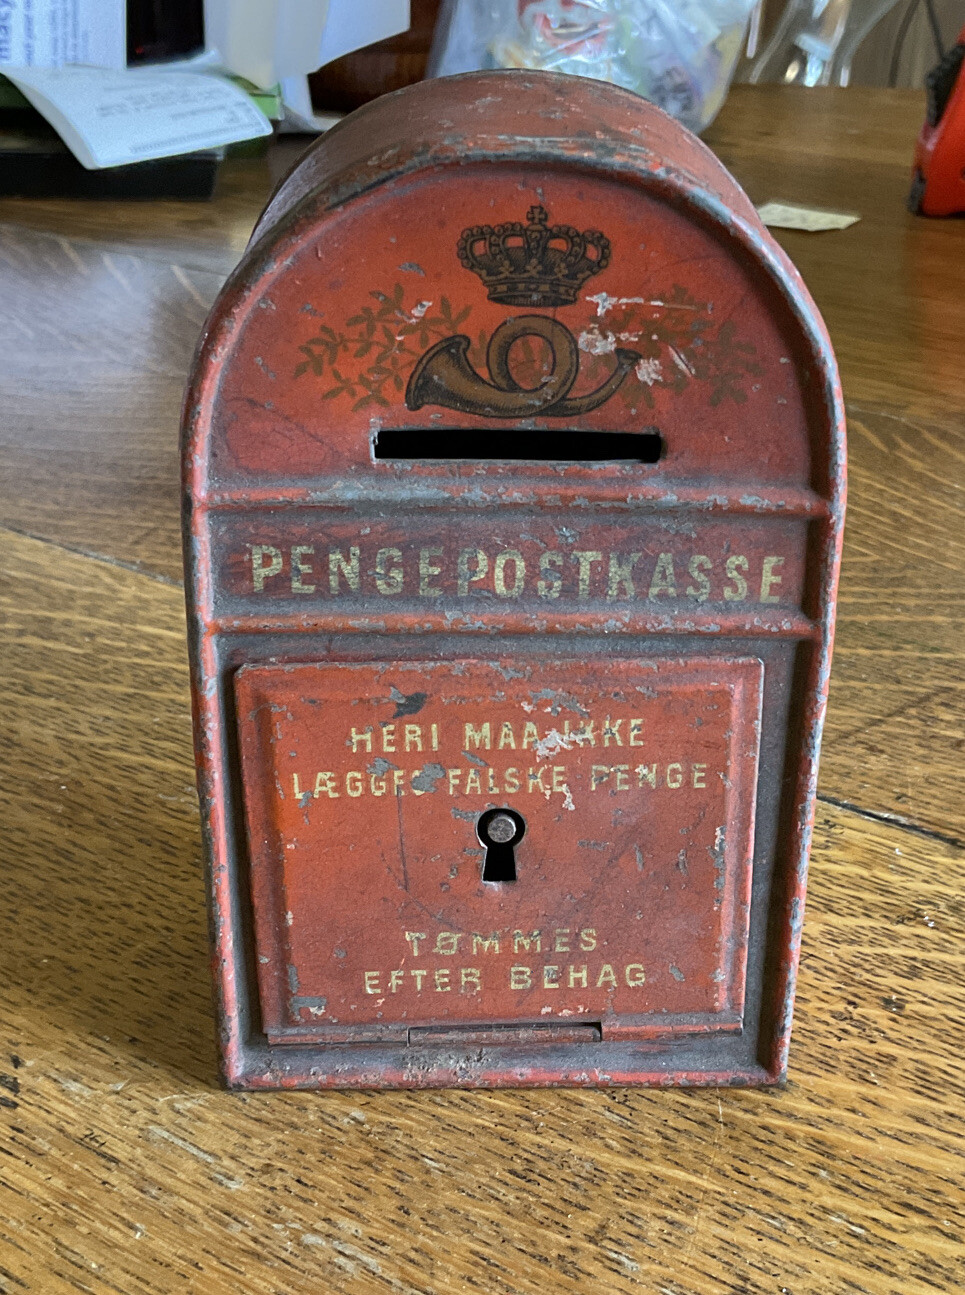 PENGEPOSTKASSE
HERI MAA IKKE
LÆGGES FALSKE PENGE
TØMMES
EFTER BEHAG